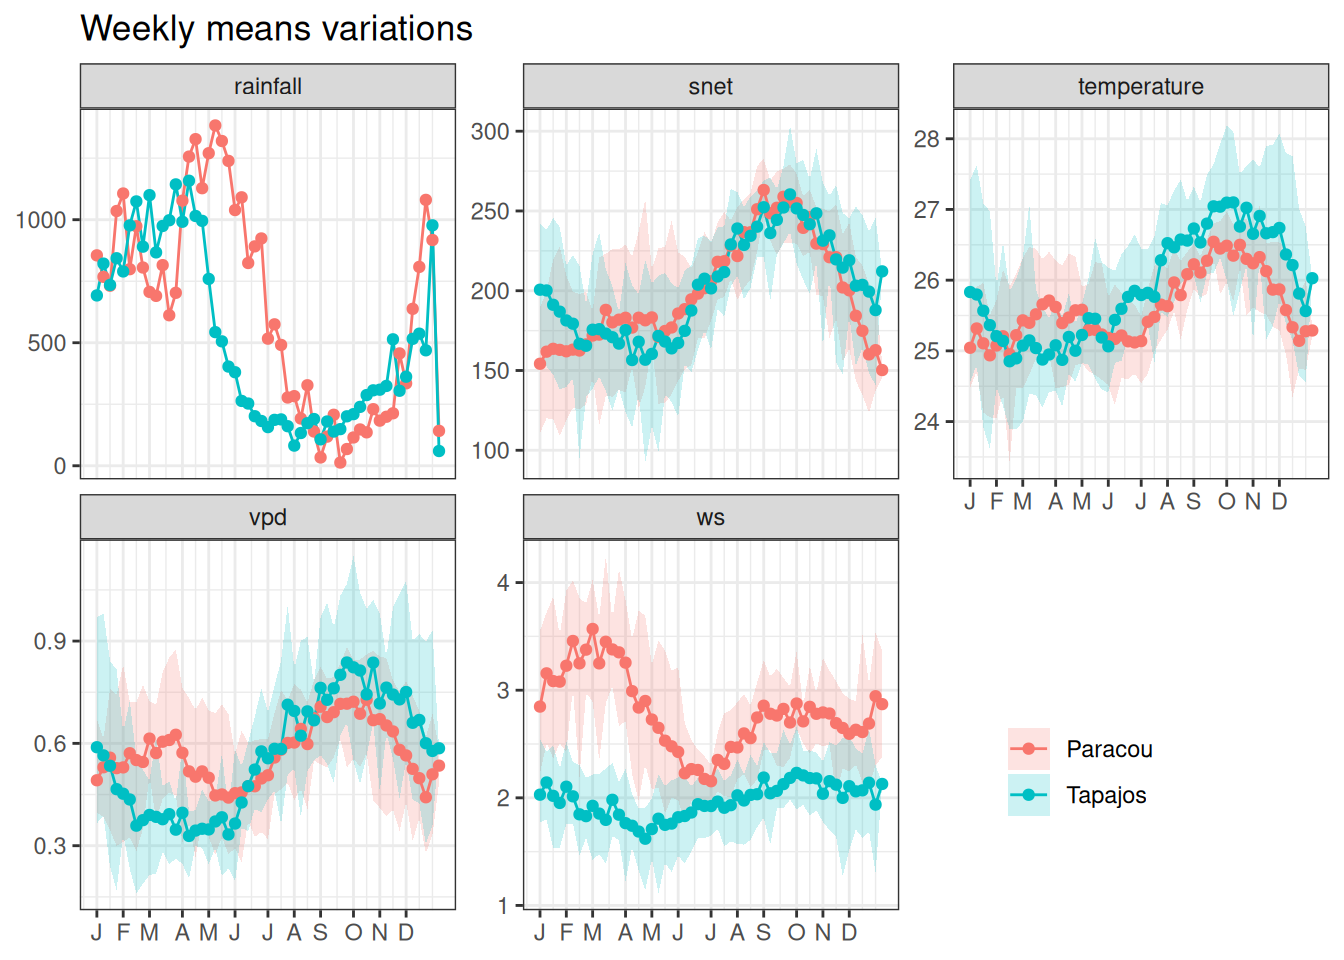 Weekly means variations
rainfall
snet
temperature
1000
500
0
300
250
200
150
100
28
27
26
25
24
J F M A M J J A S O N D
vpd
ws
0.9
0.6
0.3
4
3
2
1
J F M A M J J A S O N D
J F M A M J J A S O N D
Paracou
Tapajos